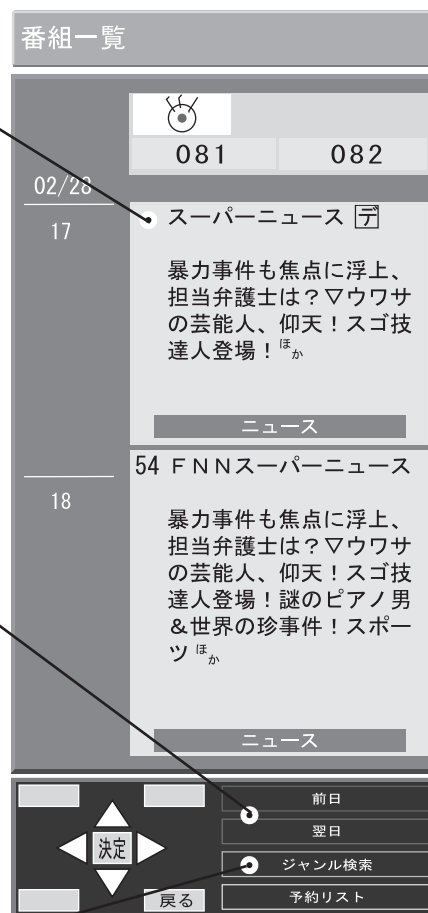 番組一覧
081 082
02/28
17
スーパーニュース デ
暴力事件も焦点に浮上、
担当弁護士は？▽ウワサ
の芸能人、仰天！スゴ技
達人登場！ほか
ニュース
18
54 ＦＮＮスーパーニュース
暴力事件も焦点に浮上、
担当弁護士は？▽ウワサ
の芸能人、仰天！スゴ技
達人登場！謎のピアノ男
＆世界の珍事件！スポー
ツ ほか
ニュース
前日
翌日
決定
ジャンル検索
戻る
予約リスト